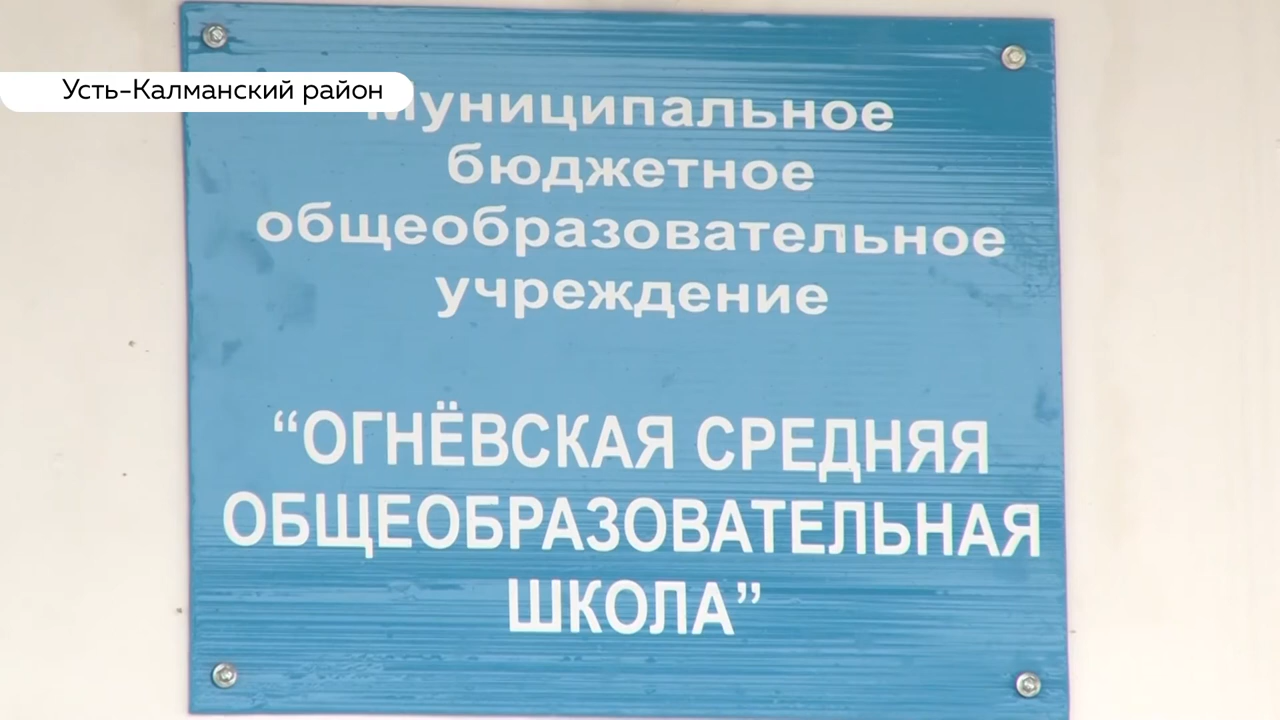 Усть-Калманский район
Муниципальное
бюджетное
общеобразовательное
учреждение
“ОГНЁВСКАЯ СРЕДНЯЯ
ОБЩЕОБРАЗОВАТЕЛЬНАЯ
ШКОЛА”